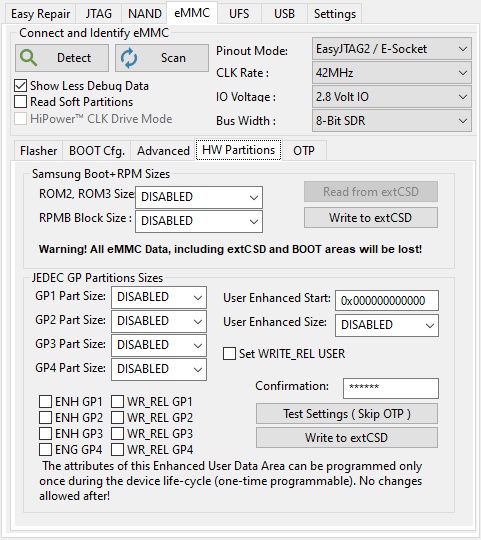 Easy Repair JTAG NAND eMMC UFS USB Settings
Connect and Identify eMMC
Detect Scan
Show Less Debug Data
Read Soft Partitions
HiPower™ CLK Drive Mode
Pinout Mode: EasyJTAG2 / E-Socket
CLK Rate : 42MHz
IO Voltage : 2.8 Volt IO
Bus Width : 8-Bit SDR
Flasher BOOT Cfg. Advanced HW Partitions OTP
Samsung Boot+RPM Sizes
ROM2, ROM3 Size DISABLED Read from extCSD
RPMB Block Size : DISABLED Write to extCSD
Warning! All eMMC Data, including extCSD and BOOT areas will be lost!
JEDEC GP Partitions Sizes
GP1 Part Size: DISABLED
GP2 Part Size: DISABLED
GP3 Part Size: DISABLED
GP4 Part Size: DISABLED
User Enhanced Start: 0x000000000000
User Enhanced Size: DISABLED
Set WRITE_REL USER
Confirmation: ******
ENH GP1 WR_REL GP1
ENH GP2 WR_REL GP2
ENH GP3 WR_REL GP3
ENG GP4 WR_REL GP4
Test Settings ( Skip OTP )
Write to extCSD
The attributes of this Enhanced User Data Area can be programmed only
once during the device life-cycle (one-time programmable). No changes
allowed after!